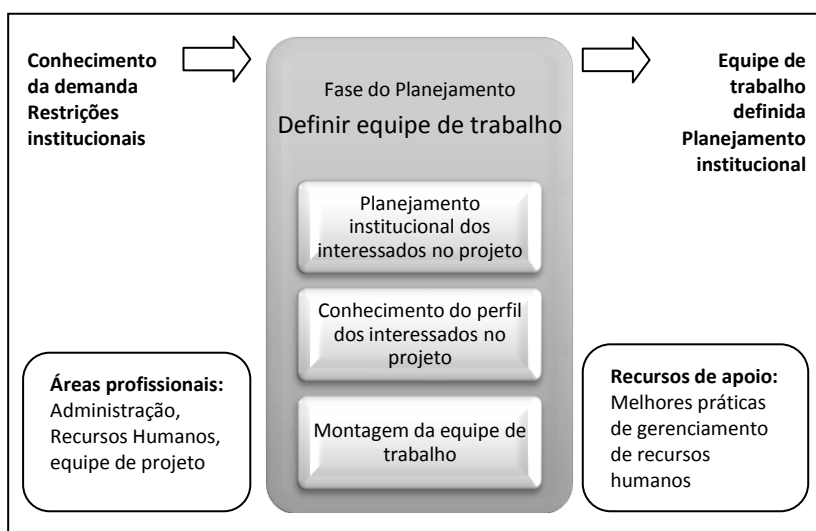 Conhecimento
da demanda
Restrições
institucionais
Fase do Planejamento
Definir equipe de trabalho
Planejamento
institucional dos
interessados no projeto
Conhecimento do perfil
dos interessados no
projeto
Montagem da equipe de
trabalho
Equipe de
trabalho
definida
Planejamento
institucional
Áreas profissionais:
Administração,
Recursos Humanos,
equipe de projeto
Recursos de apoio:
Melhores práticas
de gerenciamento
de recursos
humanos